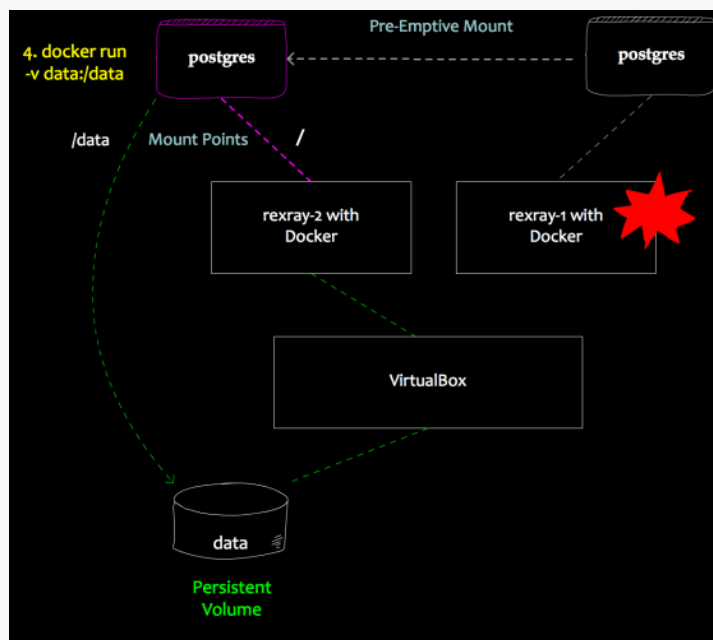 Pre-Emptive Mount
4. docker run
-v data:/data
postgres
postgres
/data
Mount Points
/
rexray-2 with
Docker
rexray-1 with
Docker
VirtualBox
data
Persistent
Volume